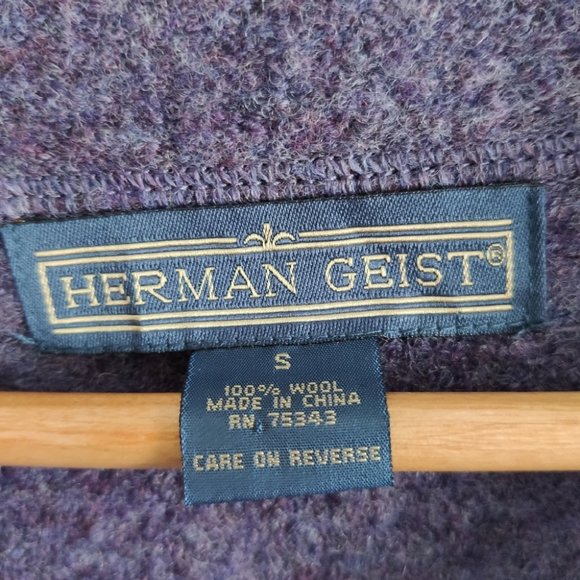 HERMAN GEIST®
S
100% WOOL
MADE IN CHINA
RN 75343
CARE ON REVERSE